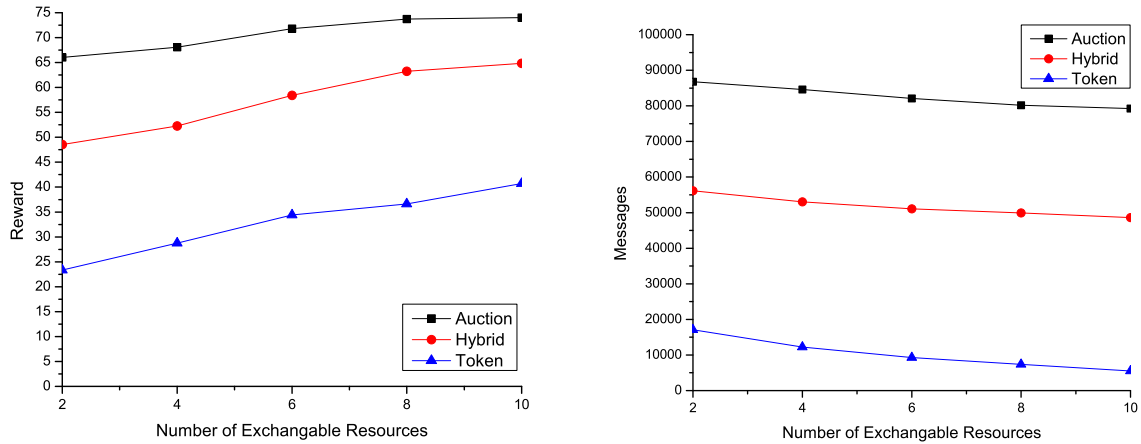 75
70
65
60
55
50
45
40
35
30
25
20
15
10
5
0
Reward
2 4 6 8 10
Number of Exchangable Resources
Auction
Hybrid
Token
100000
90000
80000
70000
60000
50000
40000
30000
20000
10000
0
Messages
2 4 6 8 10
Number of Exchangable Resources
Auction
Hybrid
Token